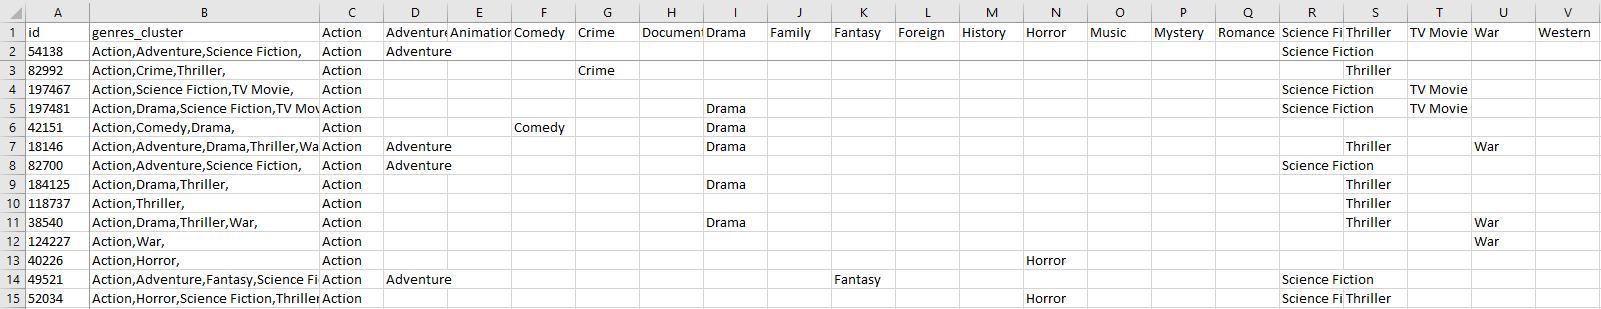 A B C D E F G H I J K L M N O P Q R S T U V
1 id genres_cluster Action Adventure Animation Comedy Crime Document Drama Family Fantasy Foreign History Horror Music Mystery Romance Science Fi Thriller TV Movie War Western
2 54138 Action,Adventure,Science Fiction, Action Adventure Science Fiction
3 82992 Action,Crime,Thriller, Action Crime Thriller
4 197467 Action,Science Fiction,TV Movie, Action Science Fiction TV Movie
5 197481 Action,Drama,Science Fiction,TV Mov Action Drama Science Fiction TV Movie
6 42151 Action,Comedy,Drama, Action Comedy Drama
7 18146 Action,Adventure,Drama,Thriller,Wa Action Adventure Drama Thriller War
8 82700 Action,Adventure,Science Fiction, Action Adventure Science Fiction
9 184125 Action,Drama,Thriller, Action Drama Thriller
10 118737 Action,Thriller, Action Thriller
11 38540 Action,Drama,Thriller,War, Action Drama Thriller War
12 124227 Action,War, Action War
13 40226 Action,Horror, Action Horror
14 49521 Action,Adventure,Fantasy,Science Fi Action Adventure Fantasy Science Fiction
15 52034 Action,Horror,Science Fiction,Thriller Action Horror Science Fi Thriller